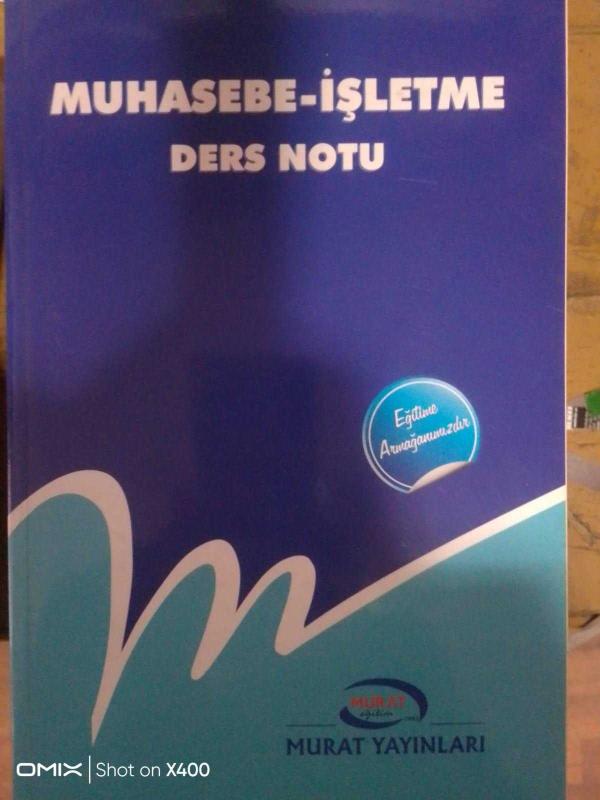 MUHASEBE-İŞLETME
DERS NOTU
Eğitime
Armağanımızdır
MURAT
eğitim
MURAT YAYINLARI
OMIX | Shot on X400